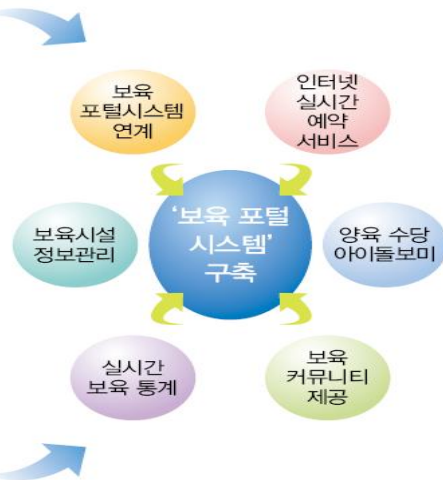 보육
포털시스템
연계
인터넷
실시간
예약
서비스
'보육 포털
시스템'
구축
보육시설
정보관리
양육 수당
아이돌보미
실시간
보육 통계
보육
커뮤니티
제공